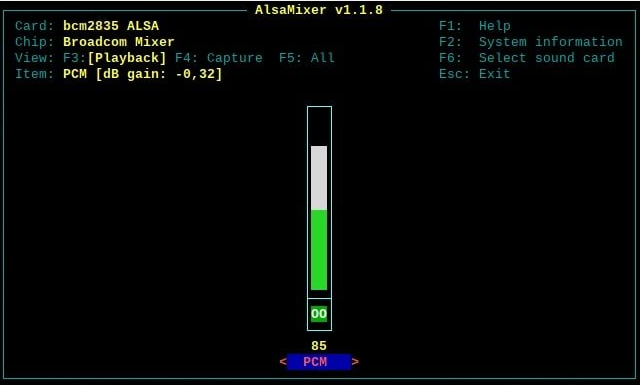 AlsaMixer v1.1.8
Card: bcm2835 ALSA F1: Help
Chip: Broadcom Mixer F2: System information
View: F3:[Playback] F4: Capture F5: All F6: Select sound card
Item: PCM [dB gain: -0,32] Esc: Exit
OO
85
< PCM >